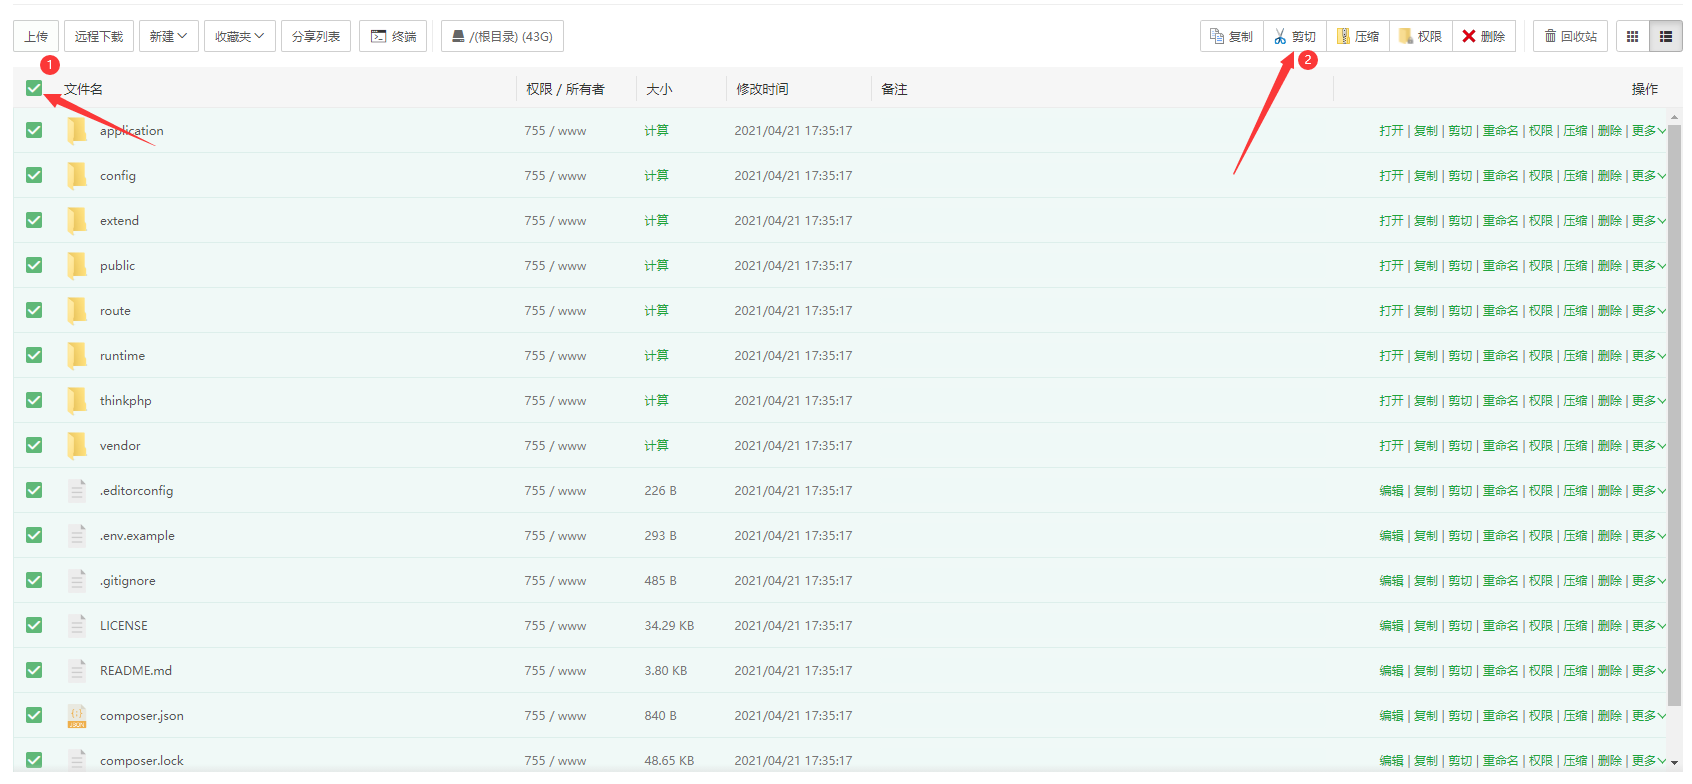 上传 远程下载 新建 收藏夹 分享列表 终端 /(根目录) (43G) 复制 剪切 压缩 权限 删除 回收站
1 2
文件名 权限 / 所有者 大小 修改时间 备注 操作
application 755 / www 计算 2021/04/21 17:35:17 打开 | 复制 | 剪切 | 重命名 | 权限 | 压缩 | 删除 | 更多
config 755 / www 计算 2021/04/21 17:35:17 打开 | 复制 | 剪切 | 重命名 | 权限 | 压缩 | 删除 | 更多
extend 755 / www 计算 2021/04/21 17:35:17 打开 | 复制 | 剪切 | 重命名 | 权限 | 压缩 | 删除 | 更多
public 755 / www 计算 2021/04/21 17:35:17 打开 | 复制 | 剪切 | 重命名 | 权限 | 压缩 | 删除 | 更多
route 755 / www 计算 2021/04/21 17:35:17 打开 | 复制 | 剪切 | 重命名 | 权限 | 压缩 | 删除 | 更多
runtime 755 / www 计算 2021/04/21 17:35:17 打开 | 复制 | 剪切 | 重命名 | 权限 | 压缩 | 删除 | 更多
thinkphp 755 / www 计算 2021/04/21 17:35:17 打开 | 复制 | 剪切 | 重命名 | 权限 | 压缩 | 删除 | 更多
vendor 755 / www 计算 2021/04/21 17:35:17 打开 | 复制 | 剪切 | 重命名 | 权限 | 压缩 | 删除 | 更多
.editorconfig 755 / www 226 B 2021/04/21 17:35:17 编辑 | 复制 | 剪切 | 重命名 | 权限 | 压缩 | 删除 | 更多
.env.example 755 / www 293 B 2021/04/21 17:35:17 编辑 | 复制 | 剪切 | 重命名 | 权限 | 压缩 | 删除 | 更多
.gitignore 755 / www 485 B 2021/04/21 17:35:17 编辑 | 复制 | 剪切 | 重命名 | 权限 | 压缩 | 删除 | 更多
LICENSE 755 / www 34.29 KB 2021/04/21 17:35:17 编辑 | 复制 | 剪切 | 重命名 | 权限 | 压缩 | 删除 | 更多
README.md 755 / www 3.80 KB 2021/04/21 17:35:17 编辑 | 复制 | 剪切 | 重命名 | 权限 | 压缩 | 删除 | 更多
JSON composer.json 755 / www 840 B 2021/04/21 17:35:17 编辑 | 复制 | 剪切 | 重命名 | 权限 | 压缩 | 删除 | 更多
composer.lock 755 / www 48.65 KB 2021/04/21 17:35:17 编辑 | 复制 | 剪切 | 重命名 | 权限 | 压缩 | 删除 | 更多